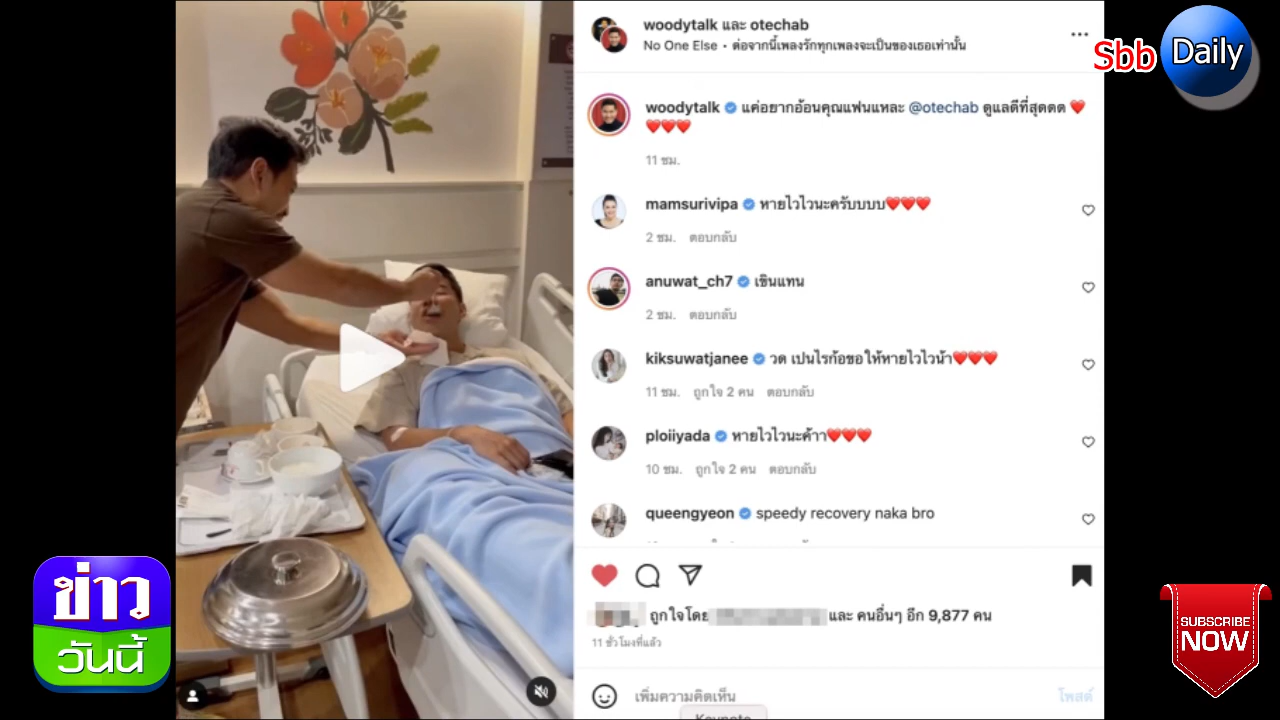 woodytalk และ otechab
No One Else • ต่อจากนี้เพลงรักทุกเพลงจะเป็นของเธอเท่านั้น
Sbb
Daily
woodytalk แค่อยากอ้อนคุณแฟนแหละ @otechab ดูแลดีที่สุดดด ❤️
❤️❤️❤️
11 ชม.
mamsurivipa หายไวไวนะครับบบบ❤️❤️❤️
2 ชม. ตอบกลับ
anuwat_ch7 เขินแทน
2 ชม. ตอบกลับ
kiksuwatjanee วด เปนไรก้อขอให้หายไวไวน้า❤️❤️❤️
11 ชม. ถูกใจ 2 คน ตอบกลับ
ploiiyada หายไวไวนะค้าา❤️❤️❤️
10 ชม. ถูกใจ 2 คน ตอบกลับ
queengyeon speedy recovery naka bro
ถูกใจโดย และ คนอื่นๆ อีก 9,877 คน
11 ชั่วโมงที่แล้ว
เพิ่มความคิดเห็น
โพสต์
ข่าว
วันนี้
SUBSCRIBE
NOW